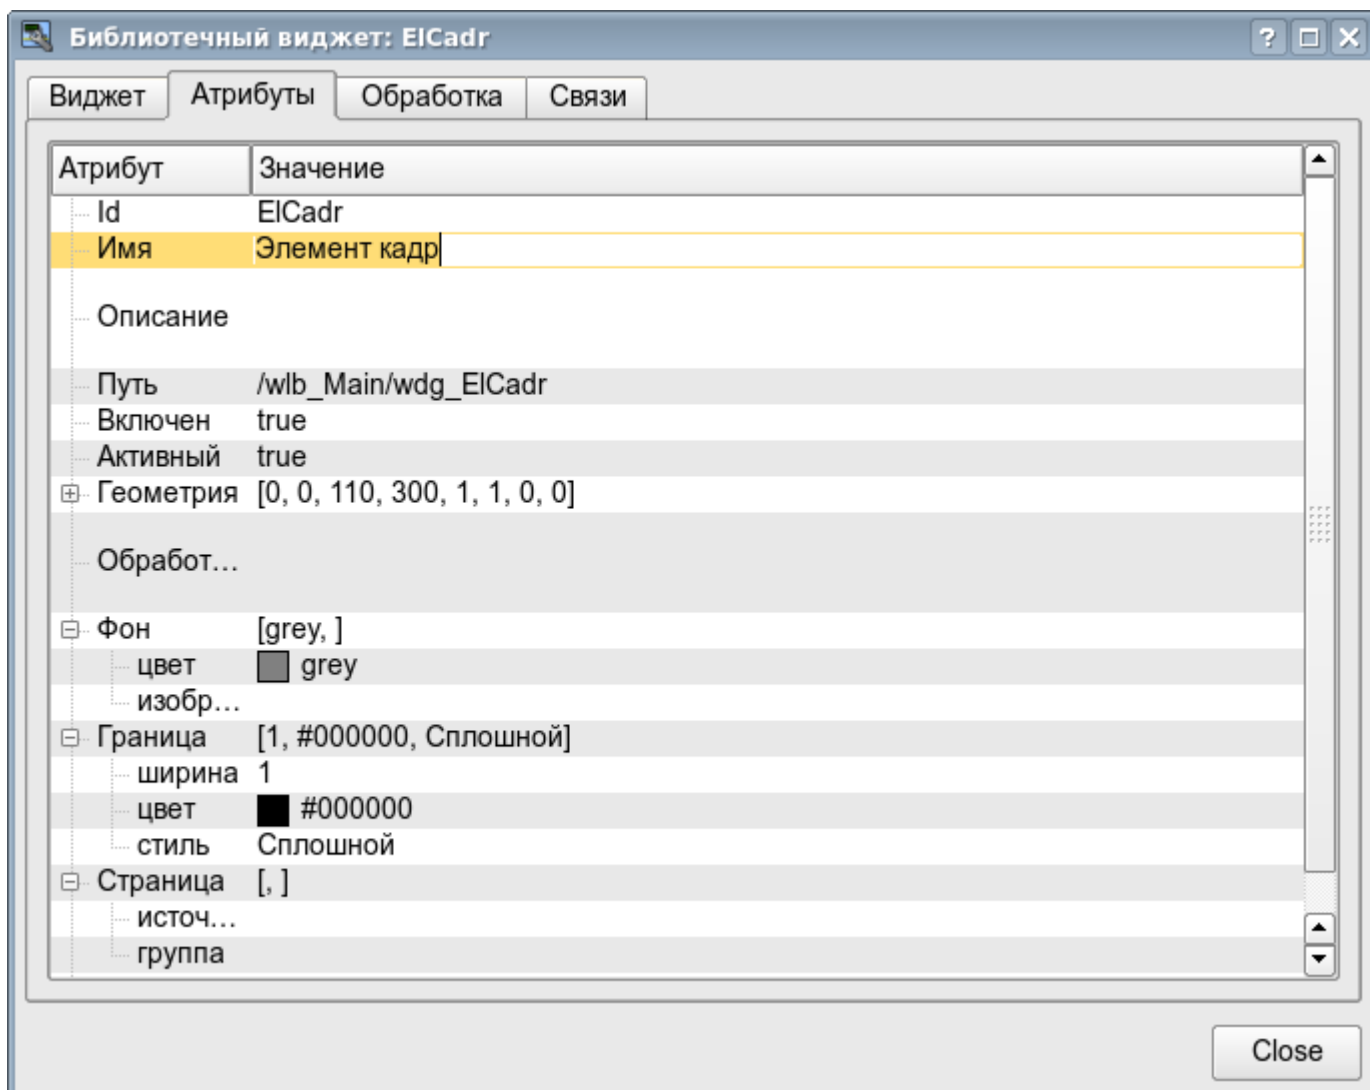 Библиотечный виджет: ElCadr
Виджет Атрибуты Обработка Связи
Атрибут Значение
Id ElCadr
Имя Элемент кадр
Описание
Путь /wlb_Main/wdg_ElCadr
Включен true
Активный true
Геометрия [0, 0, 110, 300, 1, 1, 0, 0]
Обработ...
Фон [grey, ]
цвет grey
изобр...
Граница [1, #000000, Сплошной]
ширина 1
цвет #000000
стиль Сплошной
Страница [, ]
источ...
группа
Close